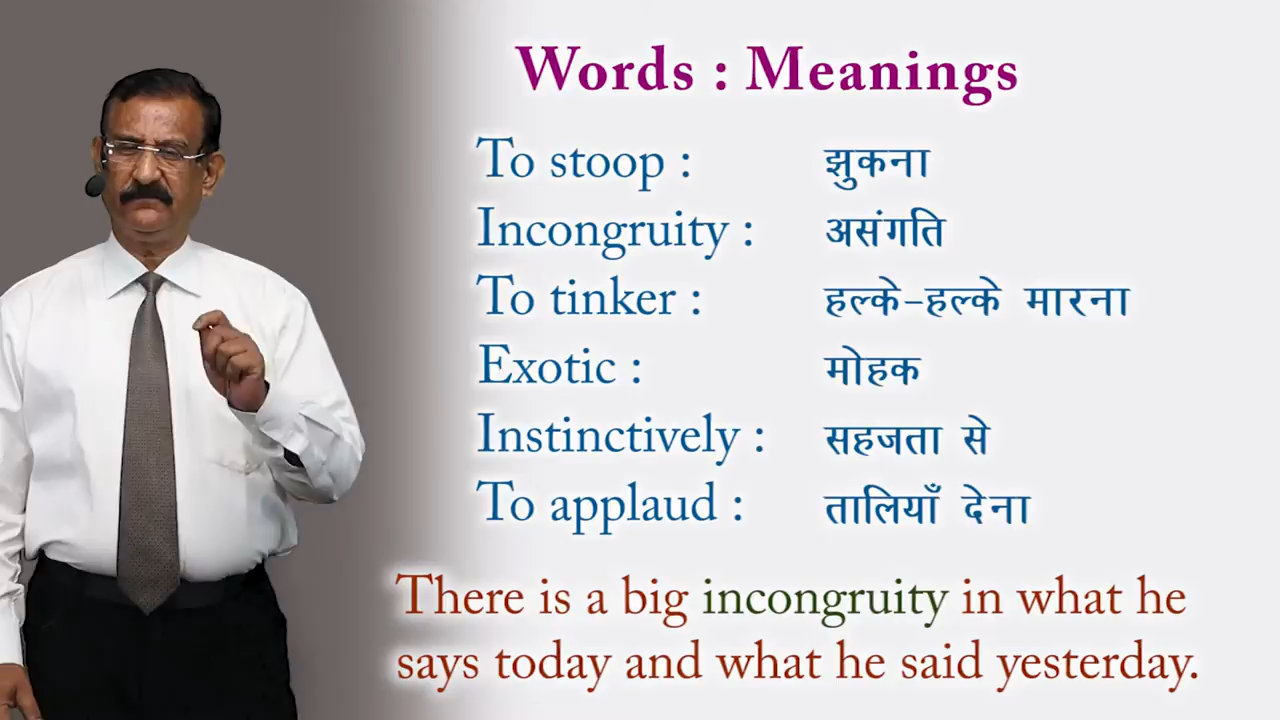 Words : Meanings
To stoop : झुकना
Incongruity : असंगति
To tinker : हल्के-हल्के मारना
Exotic : मोहक
Instinctively : सहजता से
To applaud : तालियाँ देना
There is a big incongruity in what he
says today and what he said yesterday.